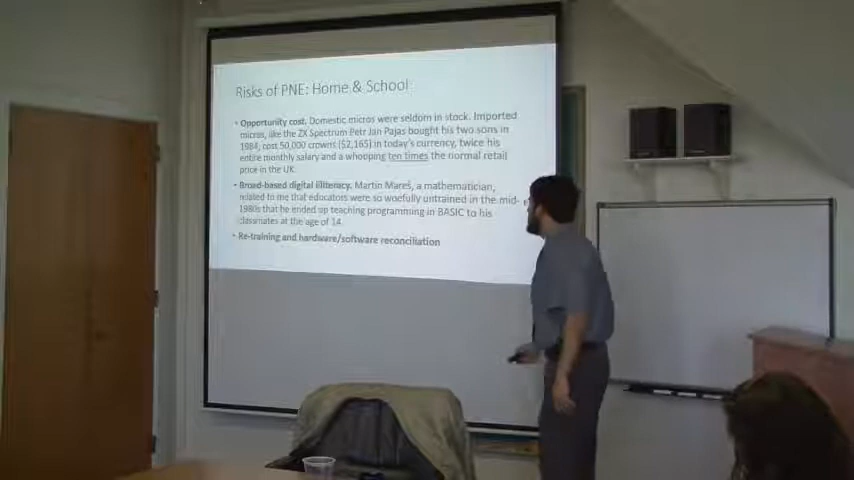 Risks of PNE: Home & School
• Opportunity cost. Domestic micros were seldom in stock. Imported
micros, like the ZX Spectrum Petr Jan Pajas bought his two sons in
1984, cost 50,000 crowns ($2,165) in today's currency, twice his
entire monthly salary and a whooping ten times the normal retail
price in the UK.
• Broad-based digital illiteracy. Martin Mareš, a mathematician,
related to me that educators were so woefully untrained in the mid-
1980s that he ended up teaching programming in BASIC to his
classmates at the age of 14.
• Re-training and hardware/software reconciliation